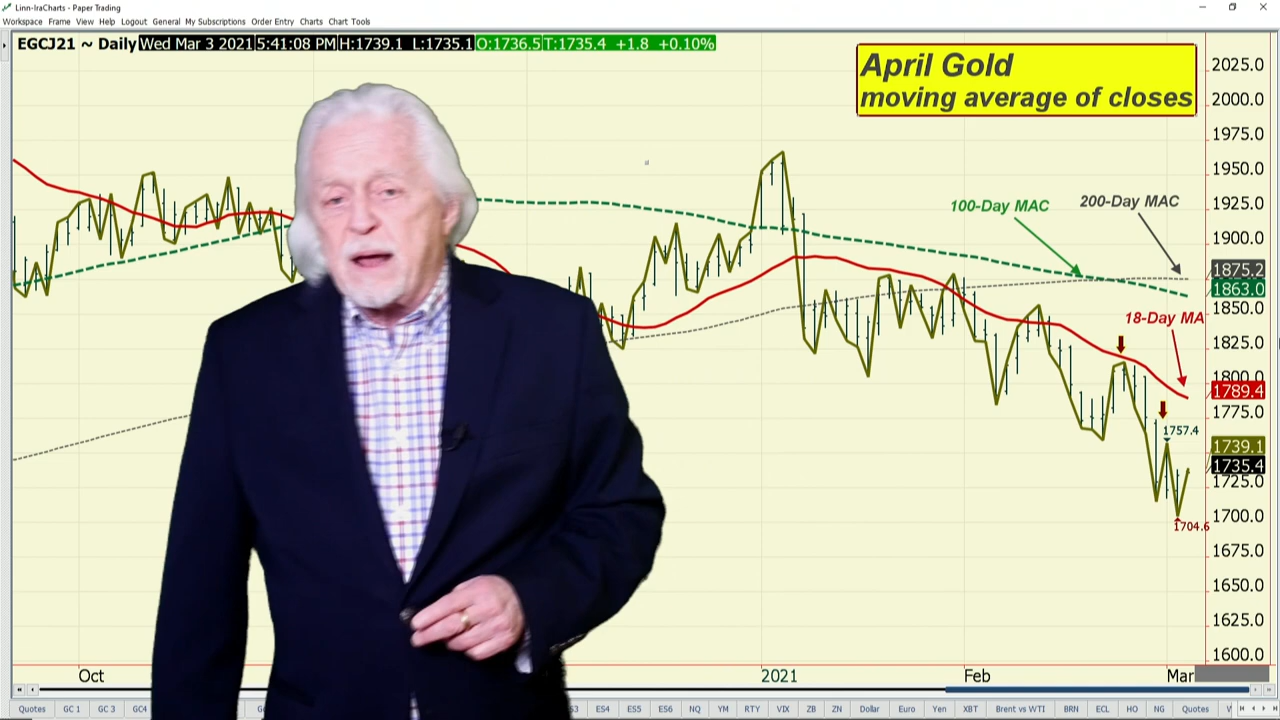 Linn-IraCharts - Paper Trading
Workspace Frame View Help Logout General My Subscriptions Order Entry Charts Chart Tools
EGCJ21 ~ Daily Wed Mar 3 2021 5:41:08 PM H:1739.1 L:1735.1 O:1736.5 T:1735.4 +1.8 +0.10%
April Gold
moving average of closes
2025.0
2000.0
1975.0
1950.0
1925.0
1900.0
1875.2
1863.0
1850.0
1825.0
1800.0
1789.4
1775.0
1739.1
1735.4
1725.0
1700.0
1675.0
1650.0
1625.0
1600.0
100-Day MAC
200-Day MAC
18-Day MA
1757.4
1704.6
Oct 2021 Feb Mar
Quotes GC 1 GC 3 GC4 ES4 ES5 ES6 NQ YM RTY VIX ZB ZN Dollar Euro Yen XBT Brent vs WTI BRN ECL HO NG Quotes